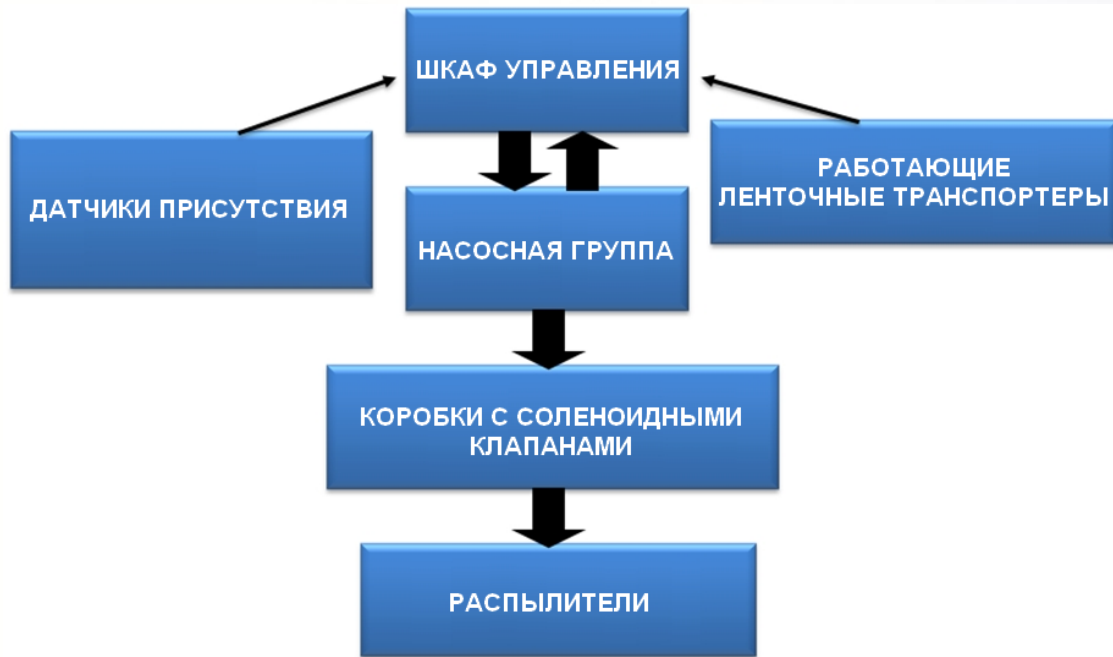 ШКАФ УПРАВЛЕНИЯ
ДАТЧИКИ ПРИСУТСТВИЯ
РАБОТАЮЩИЕ
ЛЕНТОЧНЫЕ ТРАНСПОРТЕРЫ
НАСОСНАЯ ГРУППА
КОРОБКИ С СОЛЕНОИДНЫМИ
КЛАПАНАМИ
РАСПЫЛИТЕЛИ